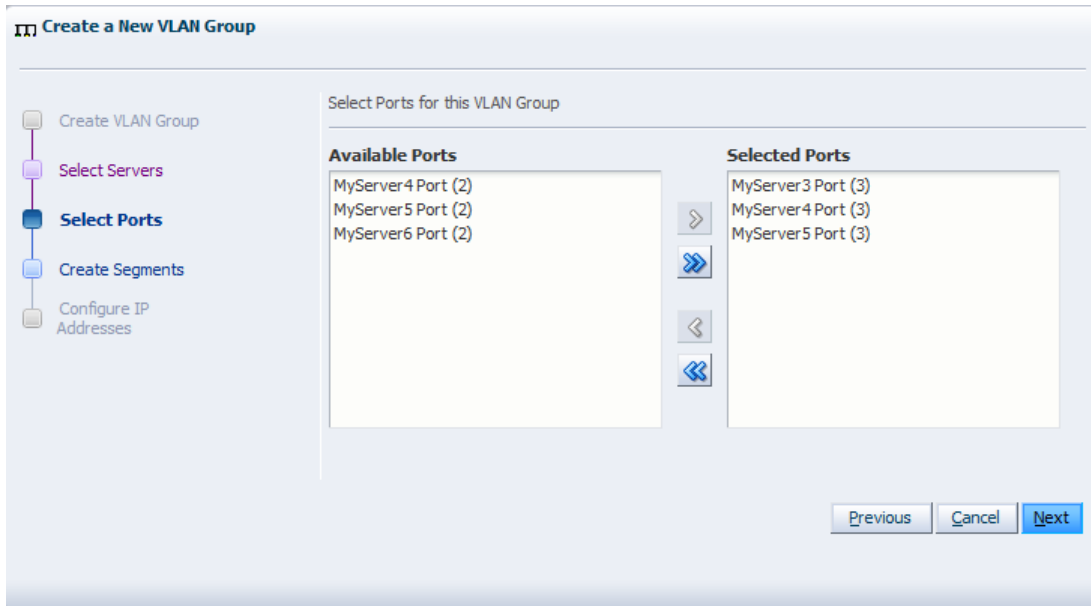 Create a New VLAN Group
Create VLAN Group
Select Servers
Select Ports
Create Segments
Configure IP
Addresses
Select Ports for this VLAN Group
Available Ports
MyServer4 Port (2)
MyServer5 Port (2)
MyServer6 Port (2)
Selected Ports
MyServer3 Port (3)
MyServer4 Port (3)
MyServer5 Port (3)
Previous
Cancel
Next